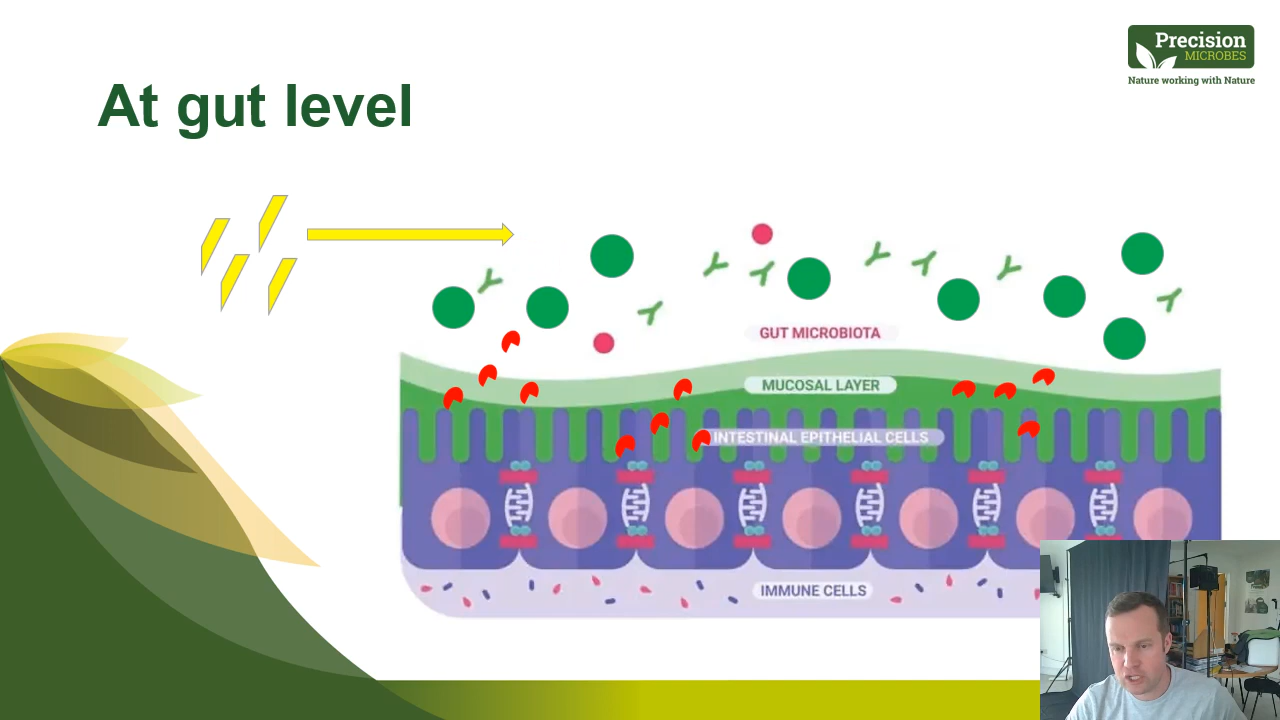 Precision
MICROBES
Nature working with Nature
At gut level
GUT MICROBIOTA
MUCOSAL LAYER
INTESTINAL EPITHELIAL CELLS
IMMUNE CELLS